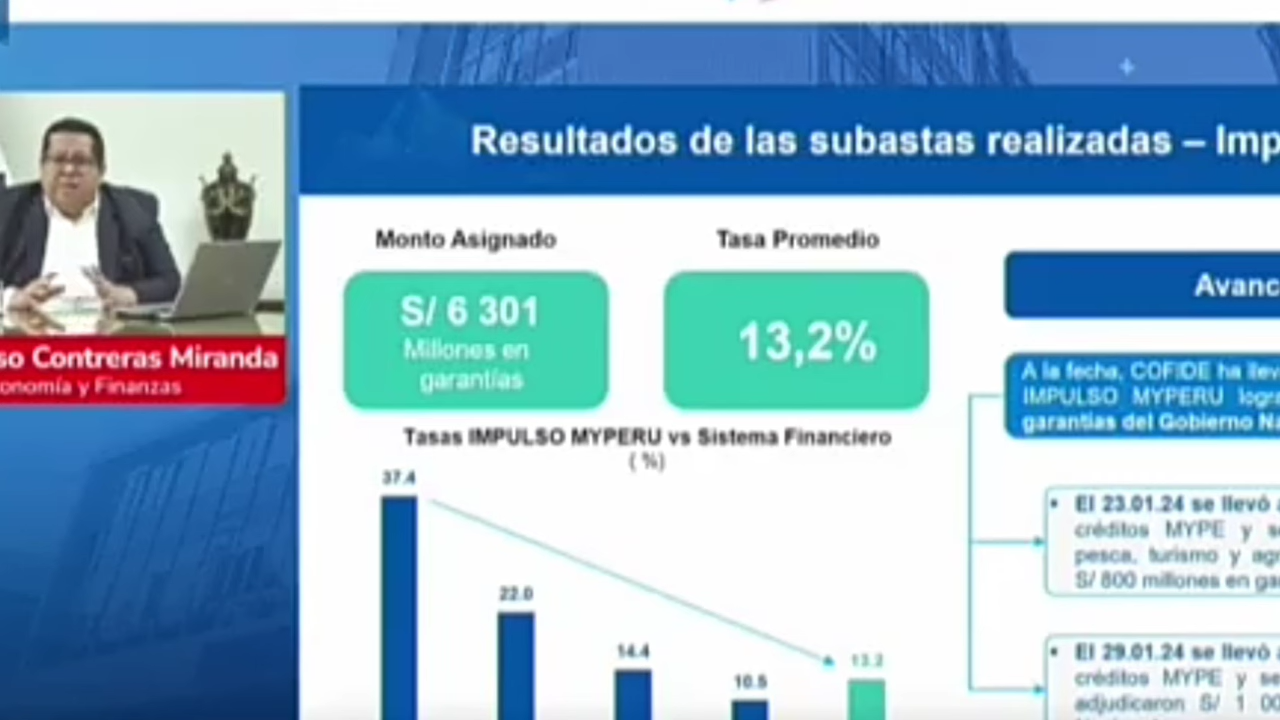 Resultados de las subastas realizadas – Imp
Monto Asignado
S/ 6 301
Millones en
garantías
Tasa Promedio
13,2%
so Contreras Miranda
onomía y Finanzas
Tasas IMPULSO MYPERU vs Sistema Financiero
( %)
37.4
22.0
14.4
10.5
13.2
Avanc
A la fecha, COFIDE ha llev
IMPULSO MYPERU logra
garantías del Gobierno Na
• El 23.01.24 se llevó a
créditos MYPE y se
pesca, turismo y agr
S/ 800 millones en gar
• El 29.01.24 se llevó a
créditos MYPE y se
adjudicaron S/ 1 00